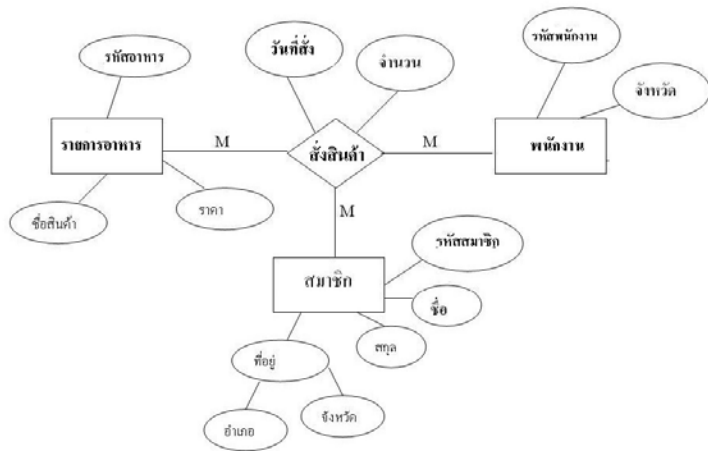 รหัสอาหาร
วันที่สั่ง
จำนวน
รหัสพนักงาน
จังหวัด
รายการอาหาร
M
สั่งสินค้า
M
พนักงาน
ชื่อสินค้า
ราคา
M
รหัสสมาชิก
สมาชิก
ชื่อ
สกุล
ที่อยู่
อำเภอ
จังหวัด